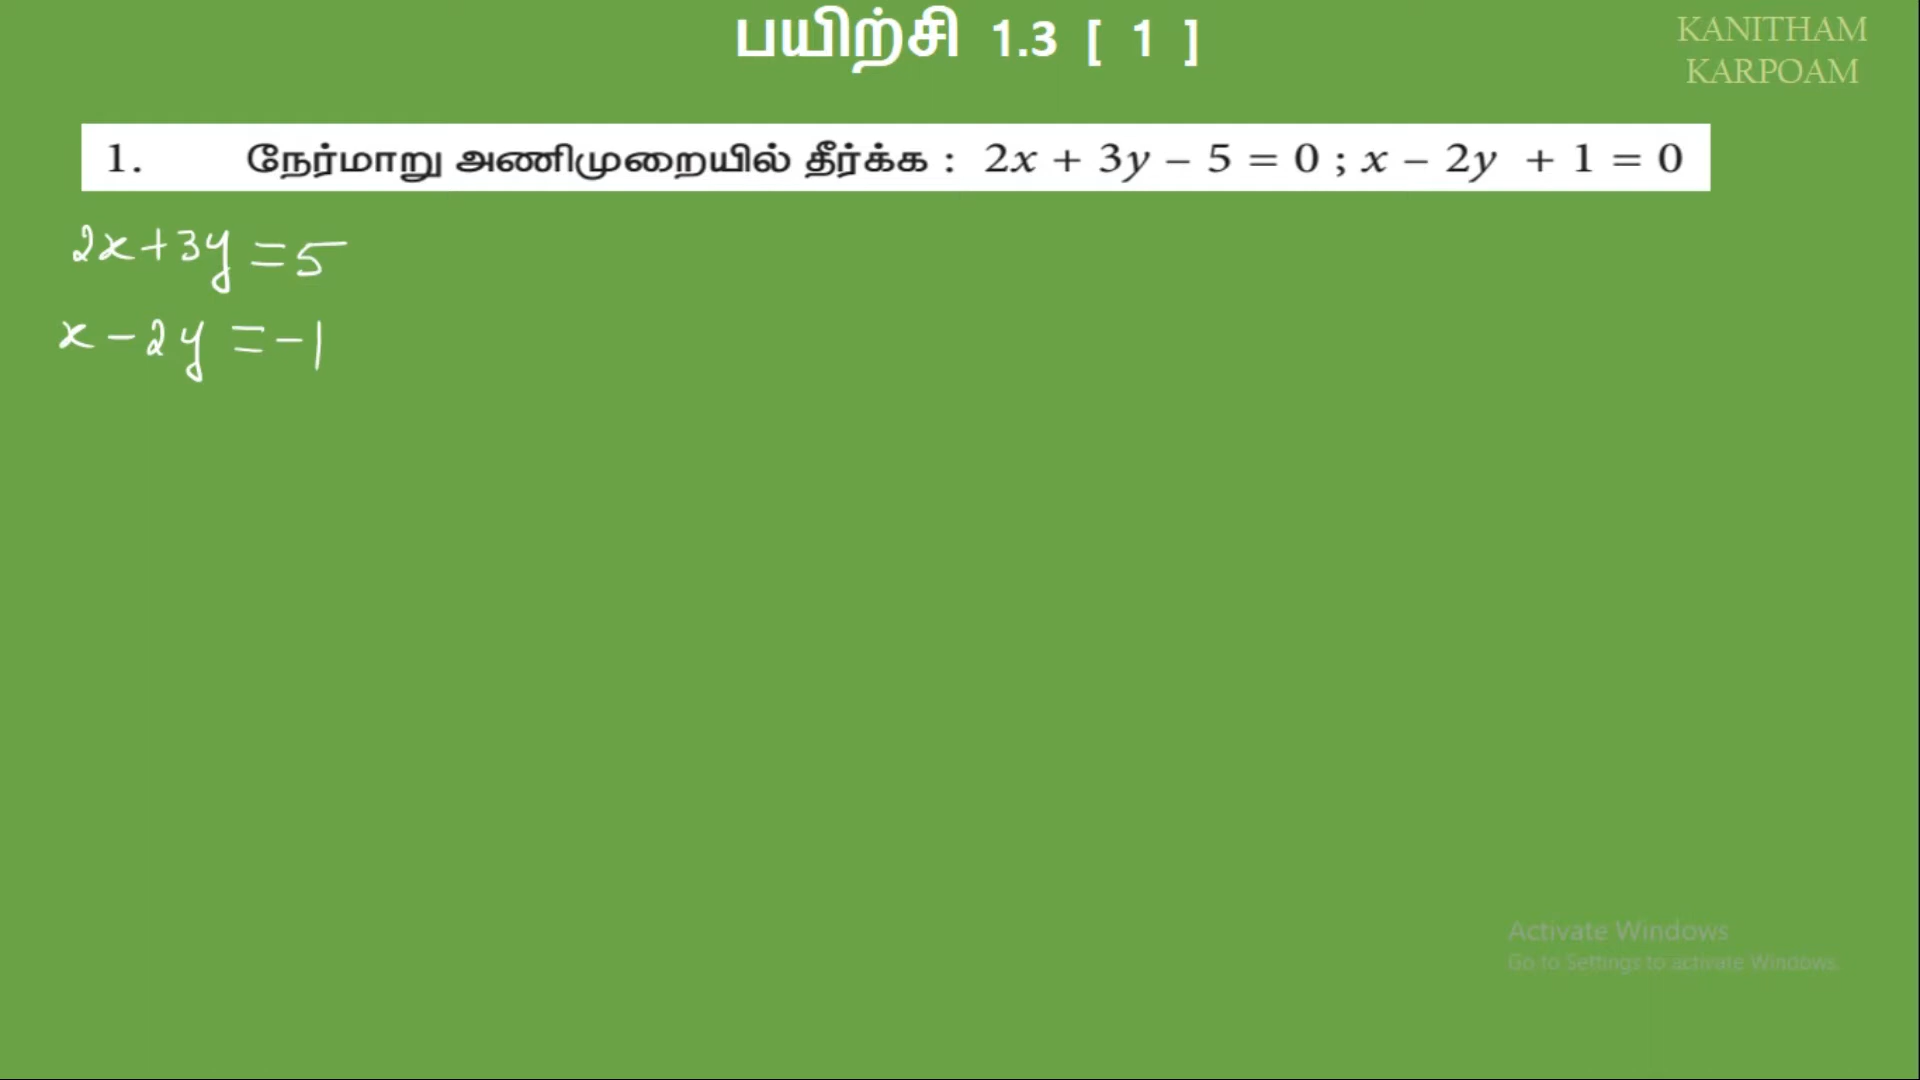 பயிற்சி 1.3 [ 1 ]
KANITHAM
KARPOAM
1. நேர்மாறு அணிமுறையில் தீர்க்க : 2x + 3y – 5 = 0 ; x – 2y + 1 = 0
2x+3y =5
x - 2y = -1
Activate Windows
Go to Settings to activate Windows.